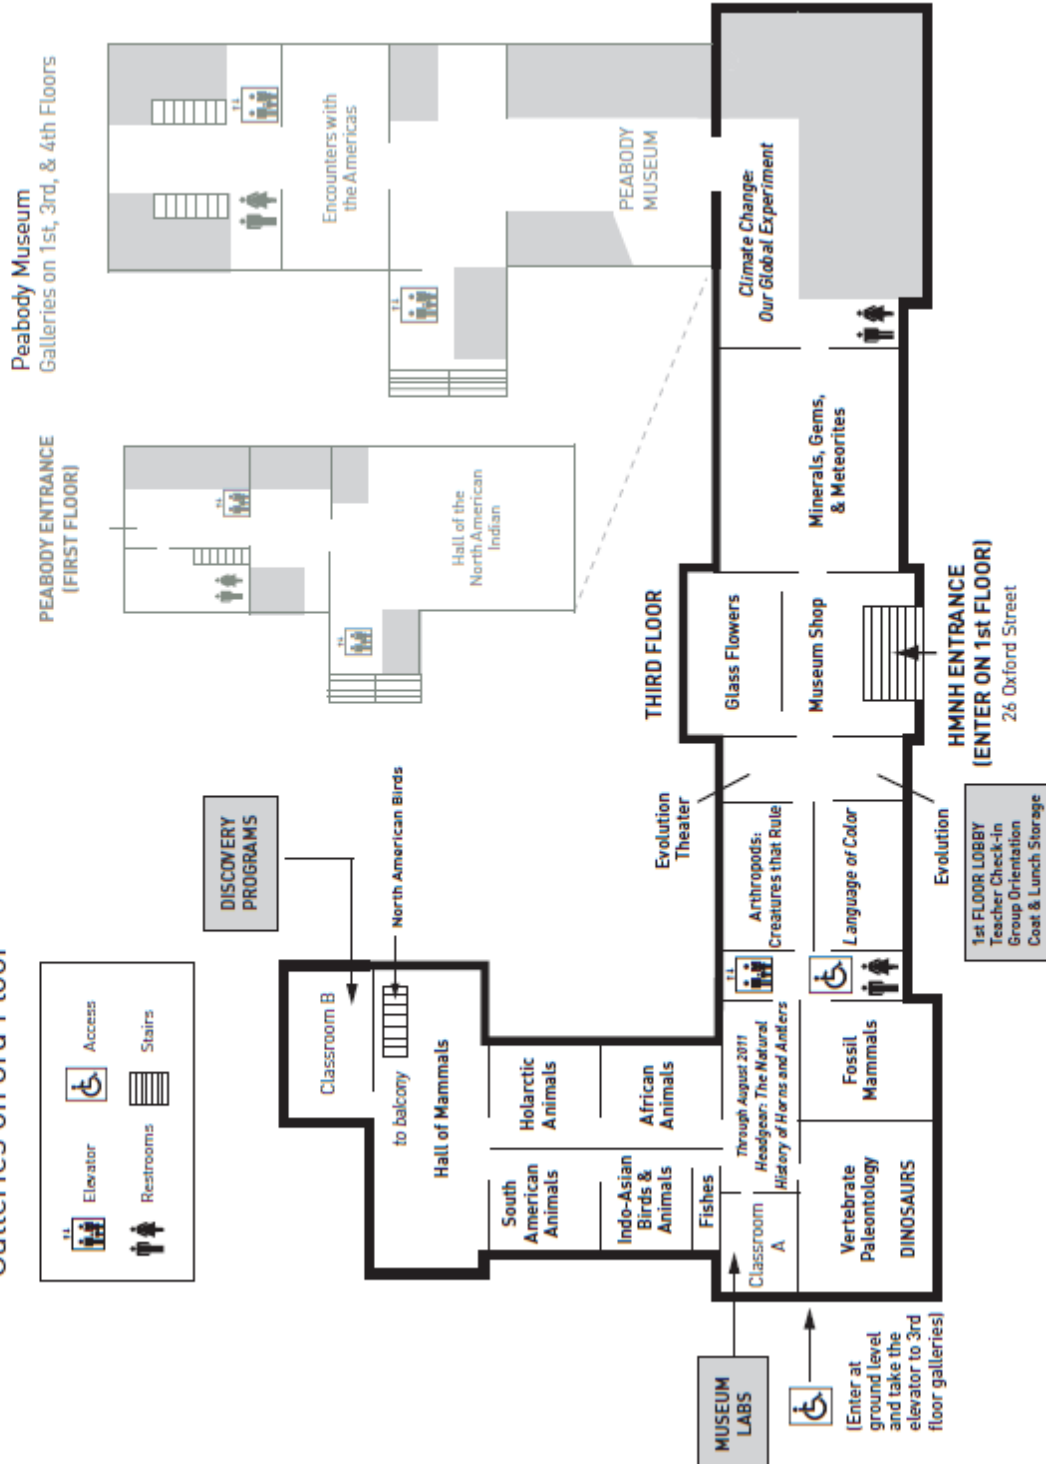 Peabody Museum
Galleries on 1st, 3rd, & 4th Floors
PEABODY ENTRANCE
(FIRST FLOOR)
Encounters with
the Americas
PEABODY
MUSEUM
Hall of the
North American
Indian
Climate Change:
Our Global Experiment
Minerals, Gems,
& Meteorites
THIRD FLOOR
Glass Flowers
Museum Shop
HMNH ENTRANCE
(ENTER ON 1st FLOOR)
26 Oxford Street
Evolution
Theater
Evolution
1st FLOOR LOBBY
Teacher Check-in
Group Orientation
Coat & Lunch Storage
Arthropods:
Creatures that Rule
Language of Color
DISCOVERY
PROGRAMS
North American Birds
Galleries on 3rd Floor
Elevator
Access
Restrooms
Stairs
Classroom B
to balcony
Hall of Mammals
Holarctic
Animals
African
Animals
South
American
Animals
Indo-Asian
Birds &
Animals
Fishes
Through August 2011
Headgear: The Natural
History of Horns and Antlers
Fossil
Mammals
Classroom
A
Vertebrate
Paleontology
DINOSAURS
MUSEUM
LABS
(Enter at
ground level
and take the
elevator to 3rd
floor galleries)